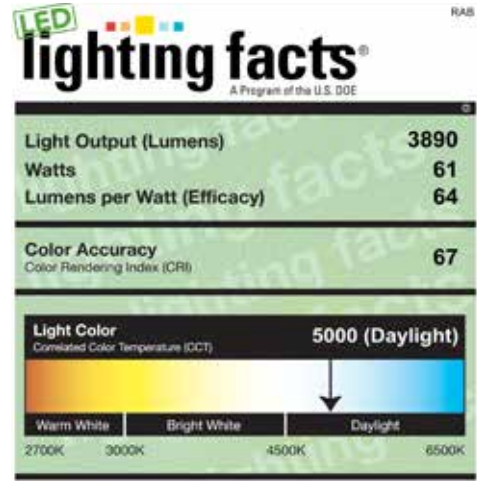 RAB
LED
lighting facts®
A Program of the U.S. DOE
Light Output (Lumens) 3890
Watts 61
Lumens per Watt (Efficacy) 64
Color Accuracy 67
Color Rendering Index (CRI)
Light Color 5000 (Daylight)
Correlated Color Temperature (CCT)
Warm White Bright White Daylight
2700K 3000K 4500K 6500K